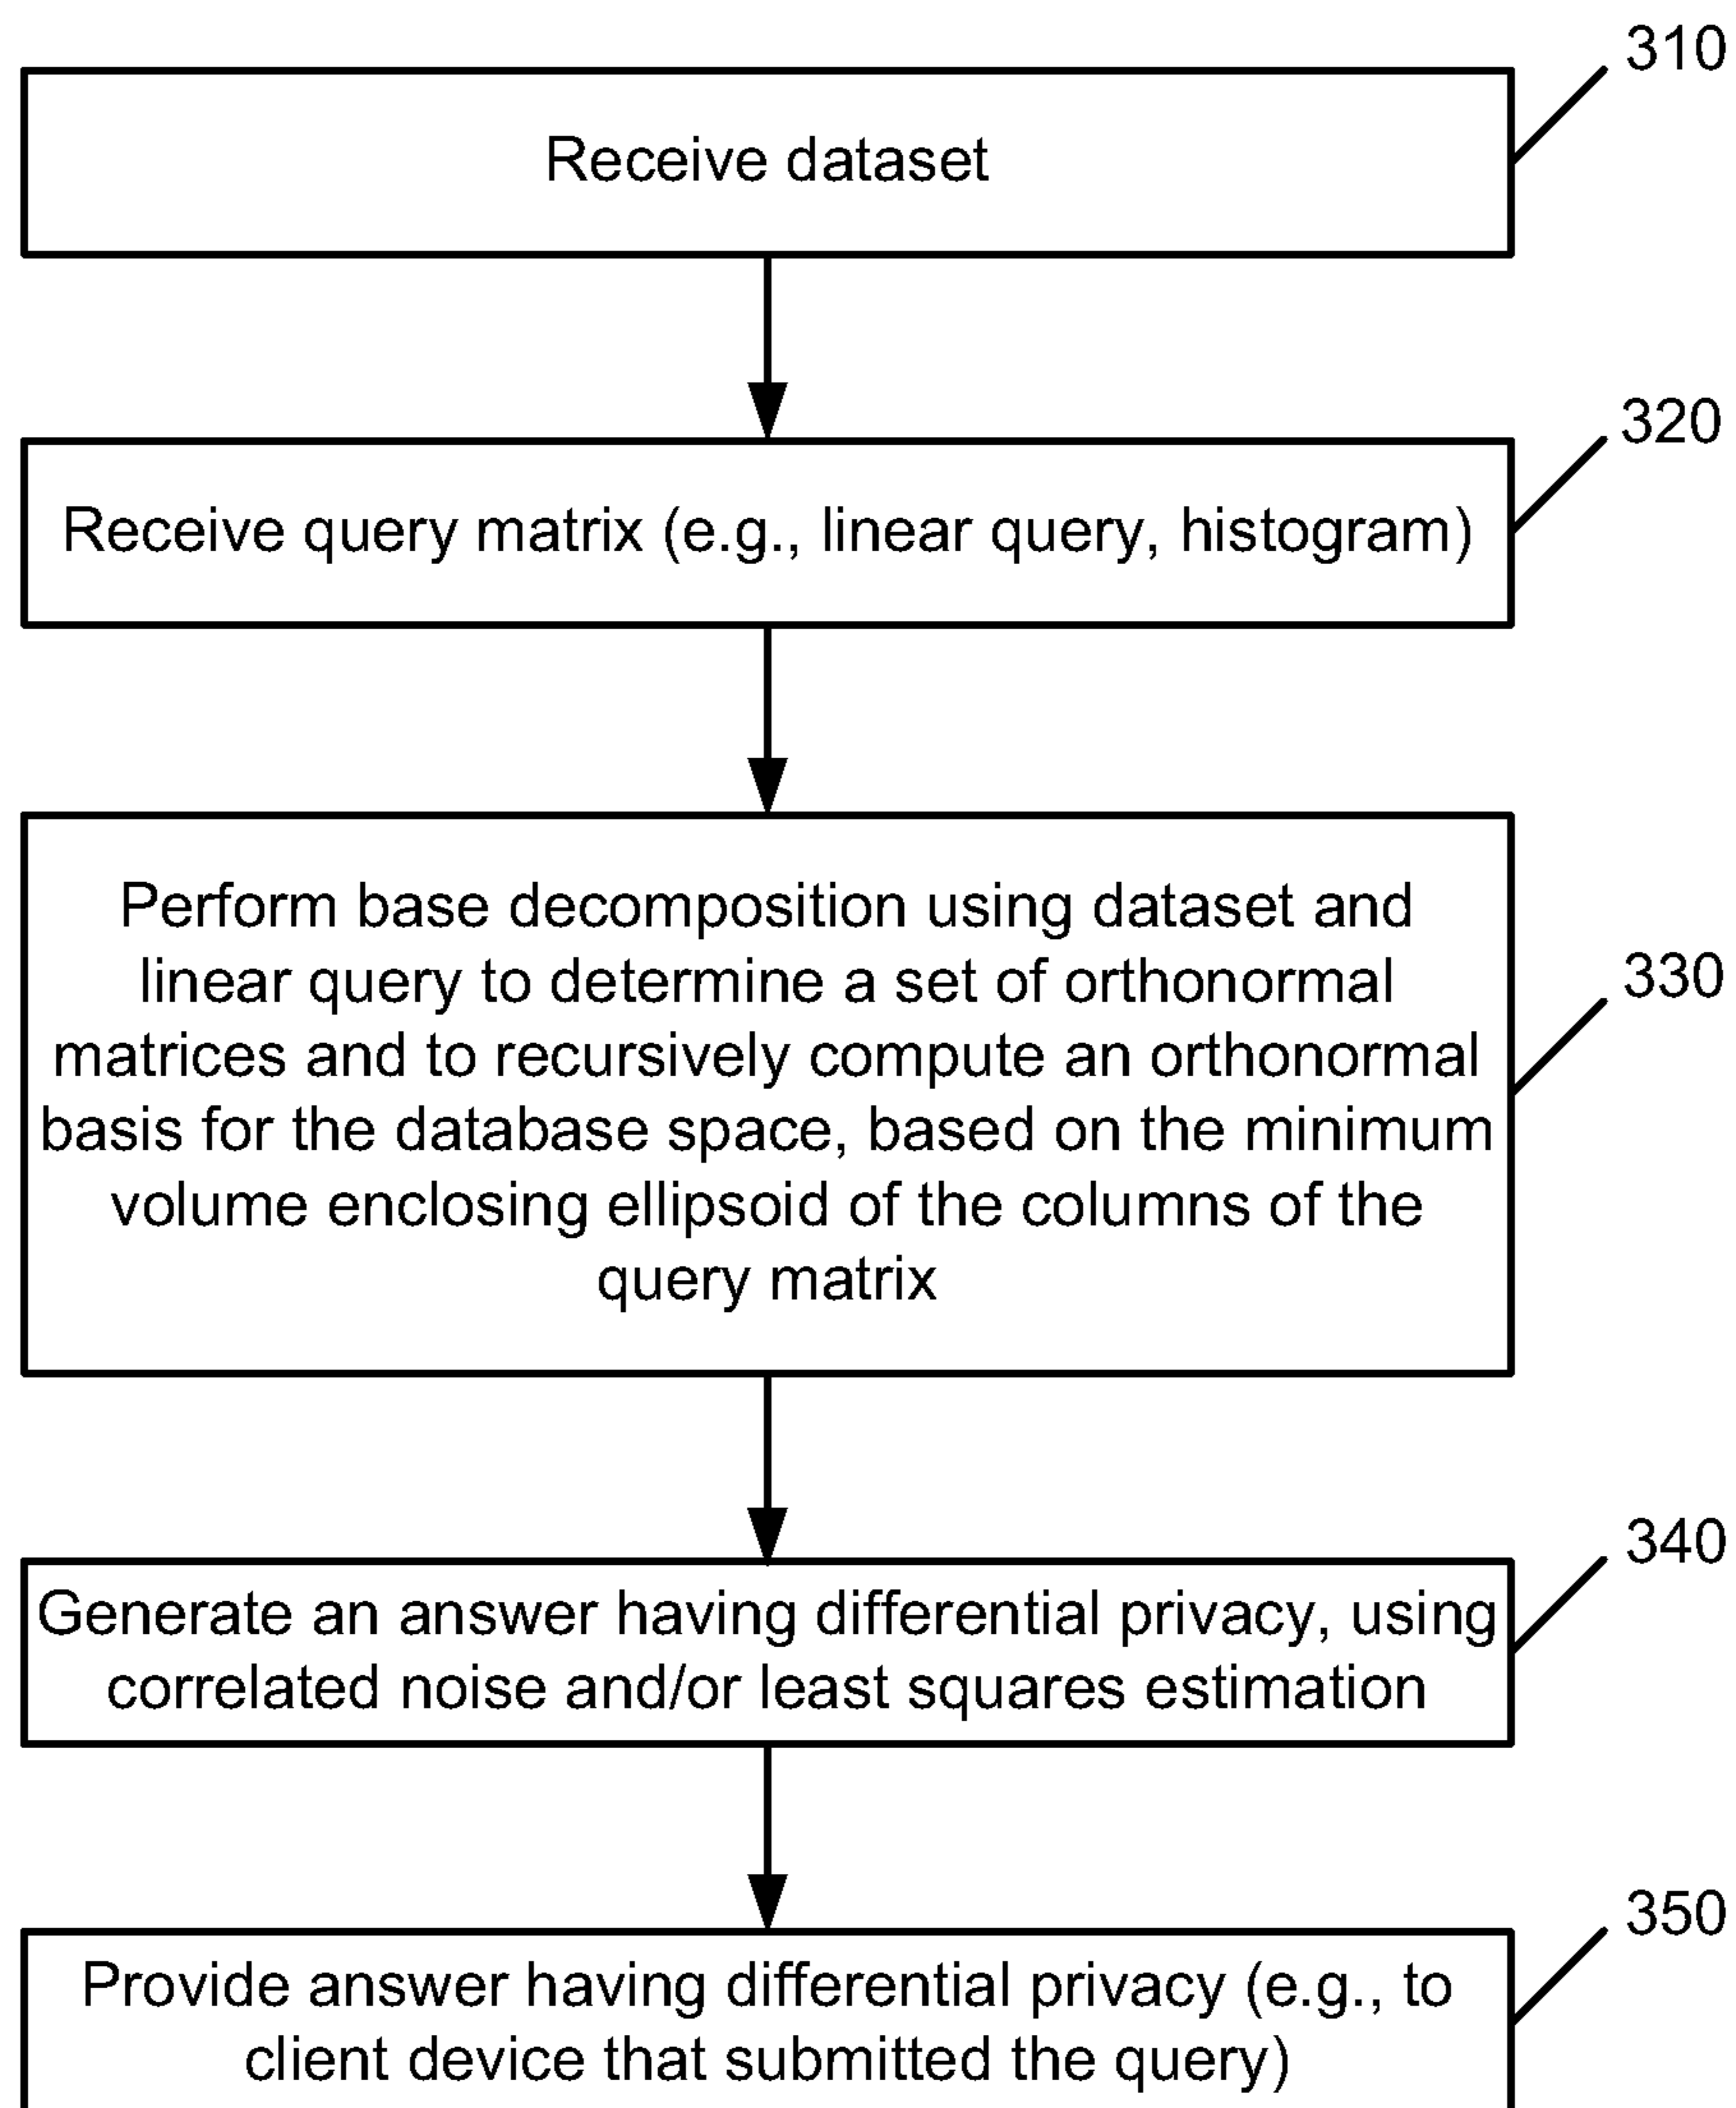 310
Receive dataset
320
Receive query matrix (e.g., linear query, histogram)
330
Perform base decomposition using dataset and
linear query to determine a set of orthonormal
matrices and to recursively compute an orthonormal
basis for the database space, based on the minimum
volume enclosing ellipsoid of the columns of the
query matrix
340
Generate an answer having differential privacy, using
correlated noise and/or least squares estimation
350
Provide answer having differential privacy (e.g., to
client device that submitted the query)